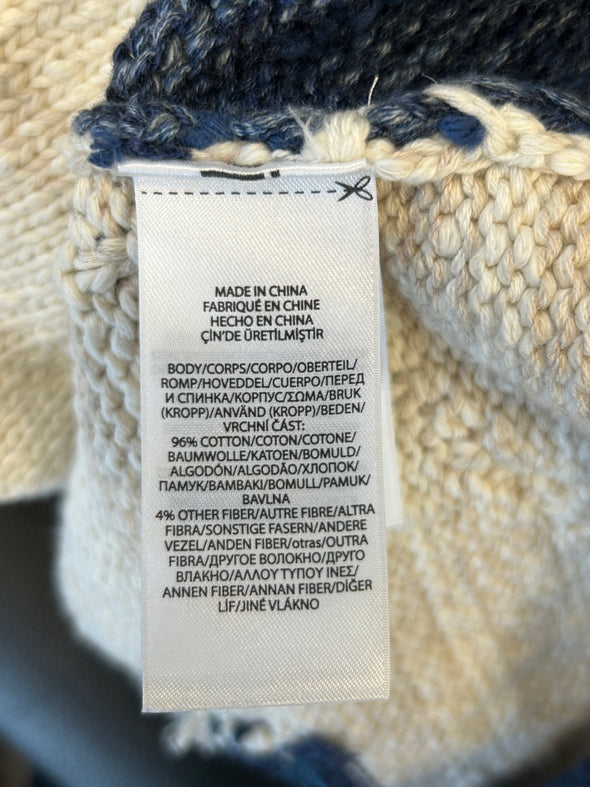 MADE IN CHINA
FABRIQUÉ EN CHINE
HECHO EN CHINA
ÇİN'DE ÜRETİLMİŞTİR
BODY/CORPS/CORPO/OBERTEIL/
ROMP/HOVEDDEL/CUERPO/ПЕРЕД
И СПИНКА/КОРПУС/ΣΩΜΑ/BRUK
(KROPP)/ANVÄND (KROPP)/BEDEN/
VRCHNÍ ČÁST:
96% COTTON/COTON/COTONE/
BAUMWOLLE/KATOEN/BOMULD/
ALGODÓN/ALGODÃO/ХЛОПОК/
ПАМУК/ΒΑΜΒΑΚΙ/BOMULL/PAMUK/
BAVLNA
4% OTHER FIBER/AUTRE FIBRE/ALTRA
FIBRA/SONSTIGE FASERN/ANDERE
VEZEL/ANDEN FIBER/otras/OUTRA
FIBRA/ДРУГОЕ ВОЛОКНО/ДРУГО
ВЛАКНО/ΑΛΛΟΥ ΤΥΠΟΥ ΙΝΕΣ/
ANNEN FIBER/ANNAN FIBER/DİĞER
LİF/JINÉ VLÁKNO